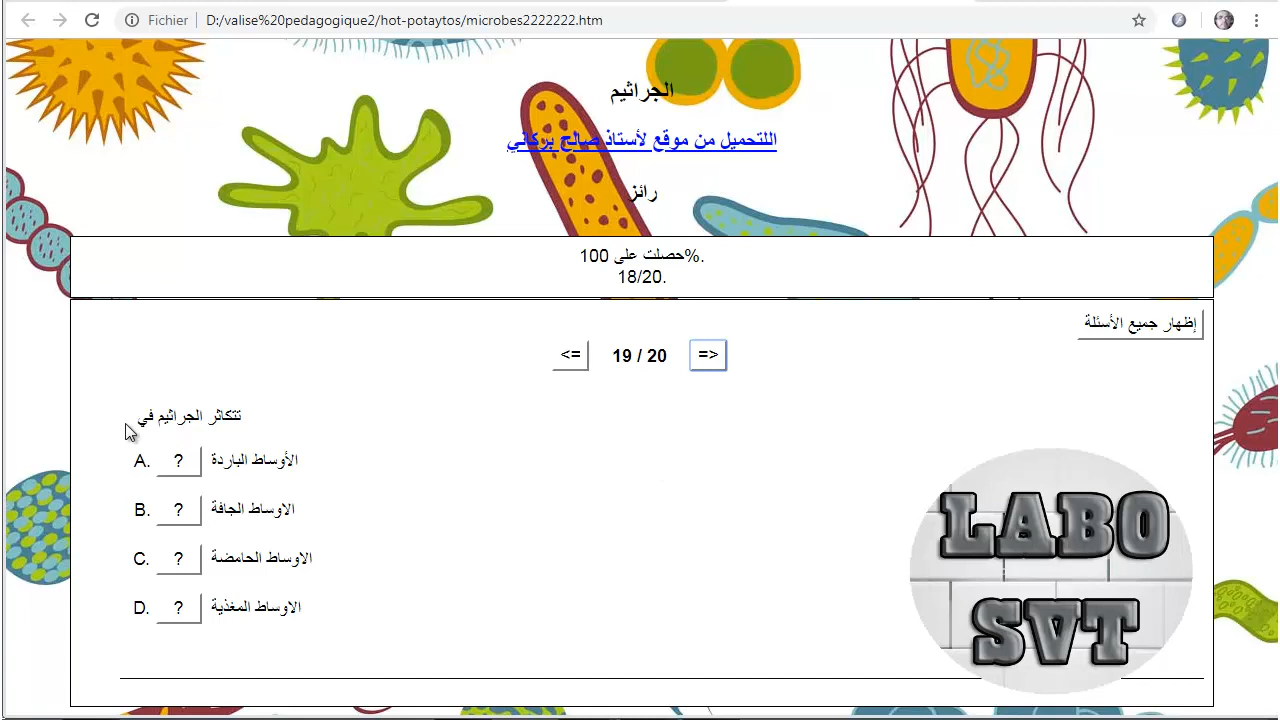 Fichier D:/valise%20pedagogique2/hot-potaytos/microbes2222222.htm
الجراثيم
اللتحميل من موقع لأستاذ صالح بركاني
رائز
حصلت على 100%.
18/20.
إظهار جميع الأسئلة
<= 19 / 20 =>
تتكاثر الجراثيم في
A. ? الأوساط الباردة
B. ? الاوساط الجافة
C. ? الاوساط الحامضة
D. ? الاوساط المغذية
LABO
SVT